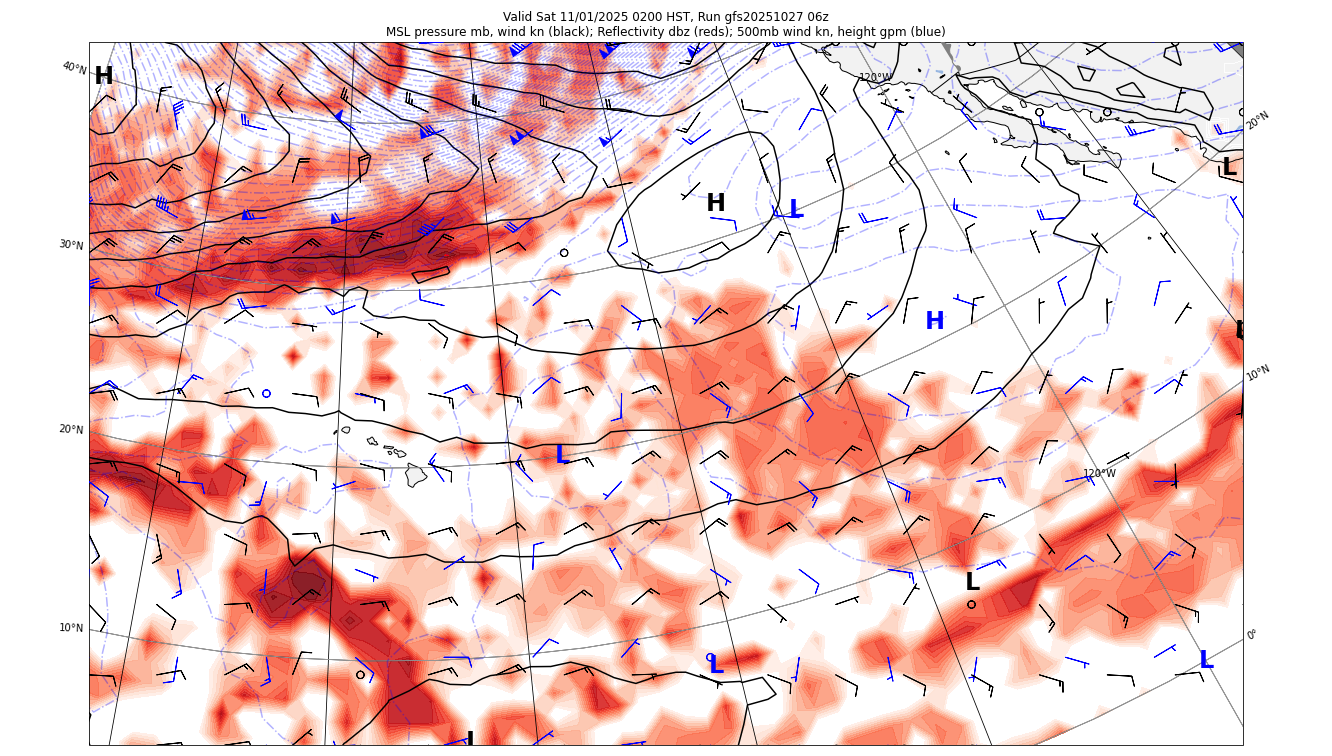 Valid Sat 11/01/2025 0200 HST, Run gfs20251027 06z
MSL pressure mb, wind kn (black); Reflectivity dbz (reds); 500mb wind kn, height gpm (blue)
40°N
H
120°W
20°N
L
H
L
30°N
H
L
10°N
20°N
L
120°W
L
10°N
0°
L
L
L